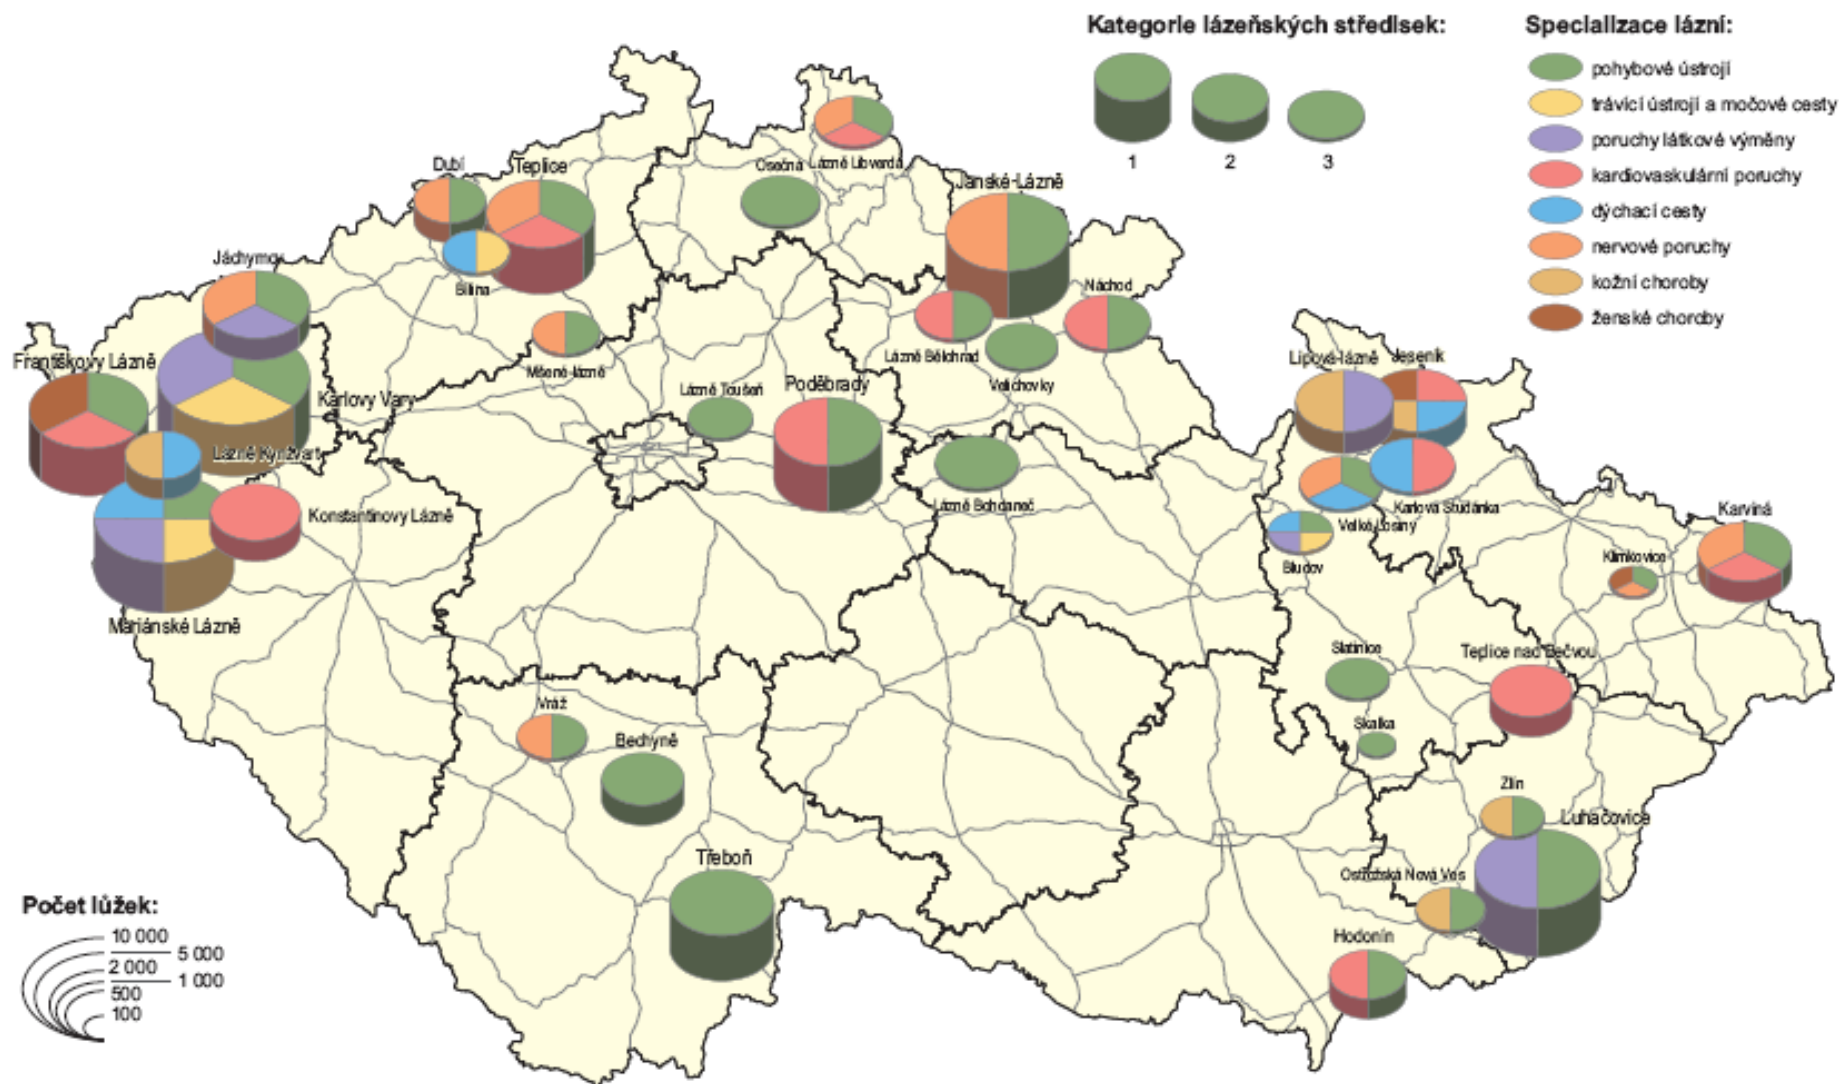 Kategorie lázeňských středisek:
1
2
3
Specializace lázní:
pohybové ústrojí
trávicí ústrojí a močové cesty
poruchy látkové výměny
kardiovaskulární poruchy
dýchací cesty
nervové poruchy
kožní choroby
ženské choroby
Lázně Libverda
Osečná
Dubí
Teplice
Janské-Lázně
Jáchymov
Bílina
Náchod
Františkovy Lázně
Mšené-lázně
Lázně Bělohrad
Velichovky
Lipová-lázně
Jeseník
Karlovy Vary
Lázně Toušeň
Poděbrady
Lázně Kynžvart
Konstantinovy Lázně
Lázně Bohdaneč
Karlova Studánka
Velké Losiny
Karviná
Klimkovice
Bludov
Mariánské Lázně
Slatinice
Teplice nad Bečvou
Vráž
Bechyně
Skalka
Zlín
Luhačovice
Třeboň
Ostrožská Nová Ves
Hodonín
Počet lůžek:
10 000
5 000
2 000
1 000
500
100